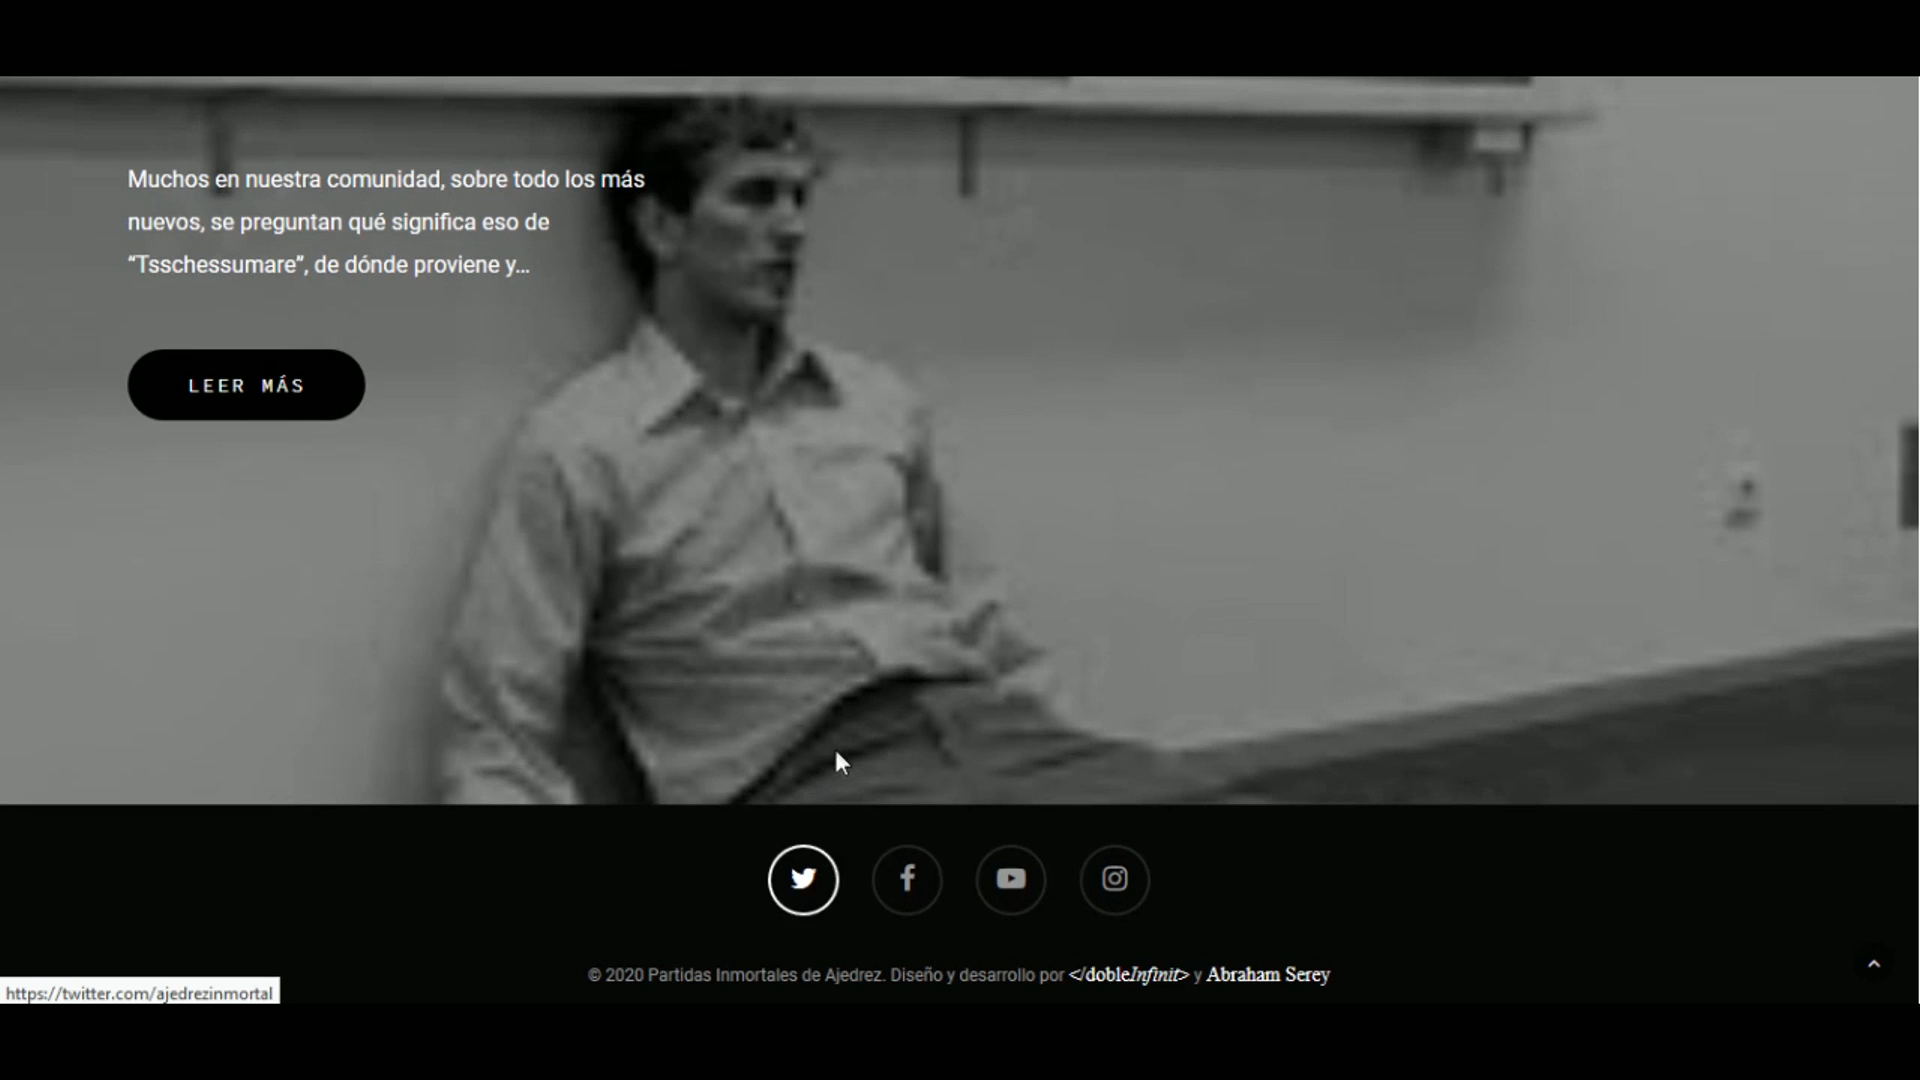 Muchos en nuestra comunidad, sobre todo los más
nuevos, se preguntan qué significa eso de
“Tsschessumare”, de dónde proviene y...
LEER MÁS
© 2020 Partidas Inmortales de Ajedrez. Diseño y desarrollo por </dobleInfinit> y Abraham Serey
https://twitter.com/ajedrezinmortal